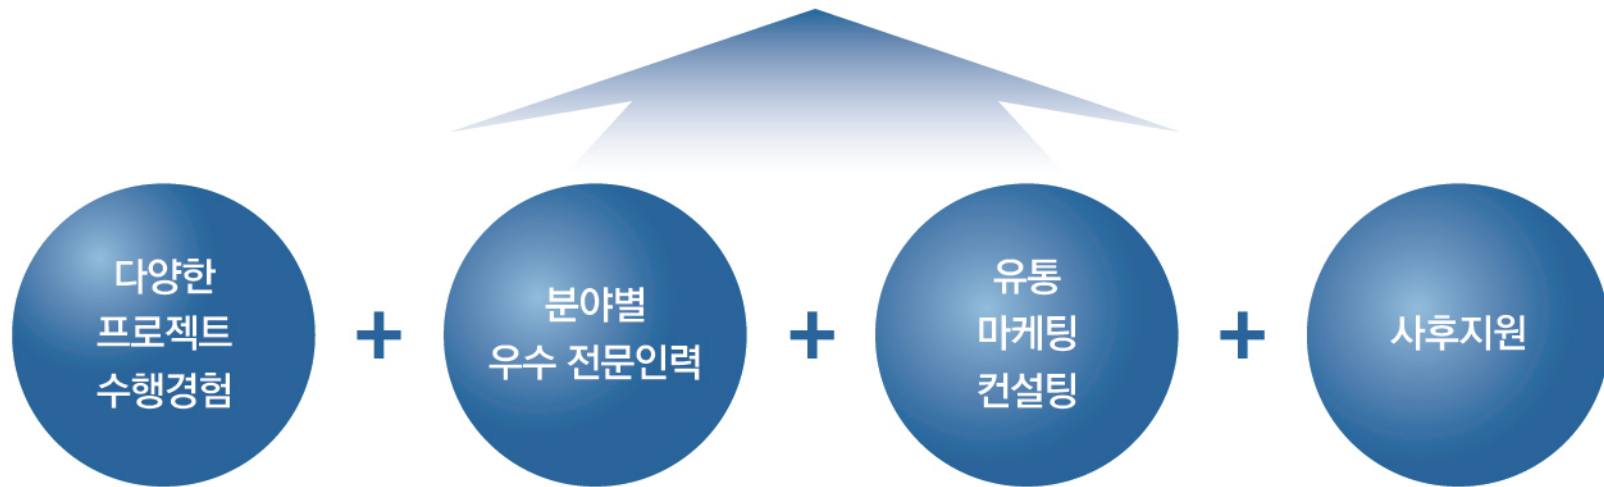 다양한
프로젝트
수행경험
+
분야별
우수 전문인력
+
유통
마케팅
컨설팅
+
사후지원